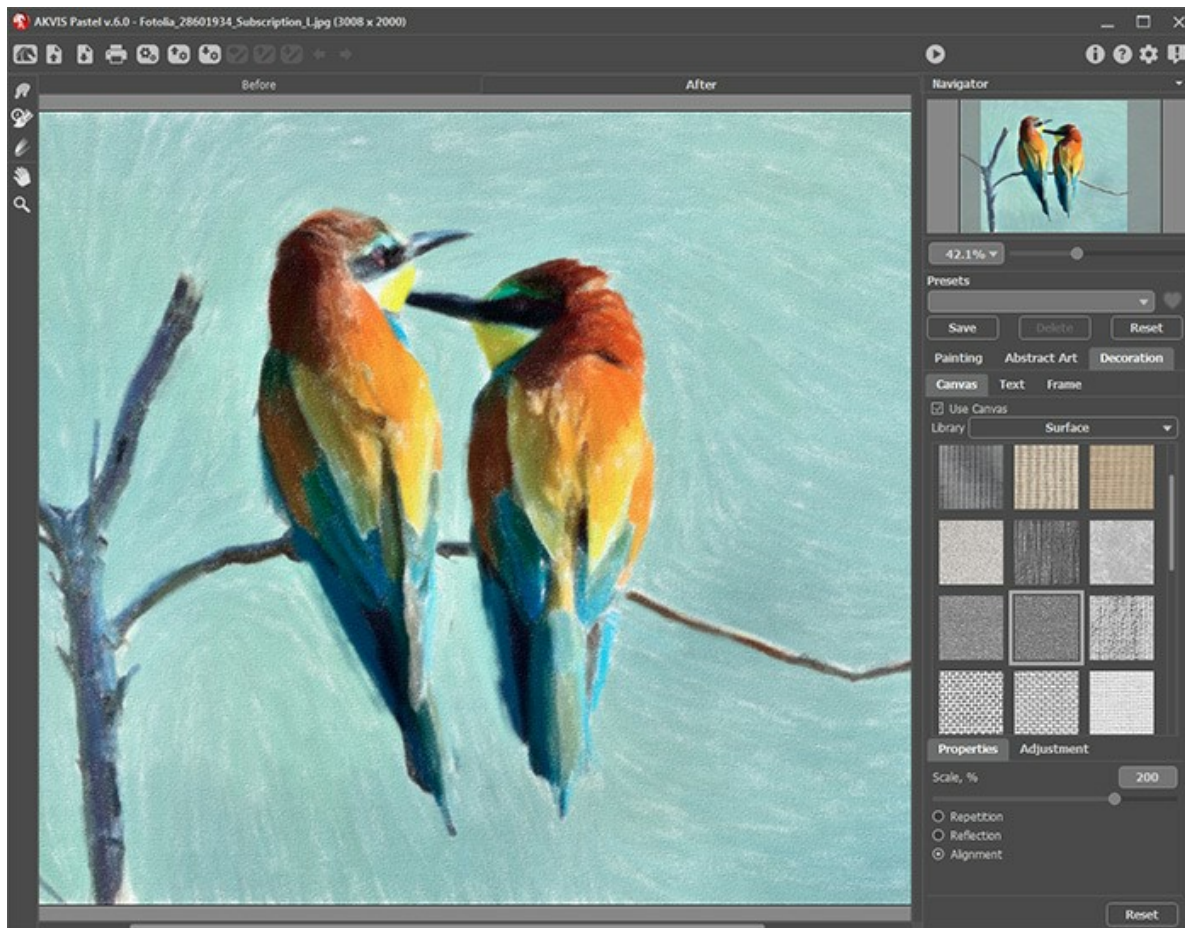 AKVIS Pastel v.6.0 - Fotolia_28601934_Subscription_L.jpg (3008 x 2000)
Before
After
Navigator
42.1%
Presets
Save Delete Reset
Painting Abstract Art Decoration
Canvas Text Frame
Use Canvas
Library Surface
Properties Adjustment
Scale, % 200
Repetition
Reflection
Alignment
Reset